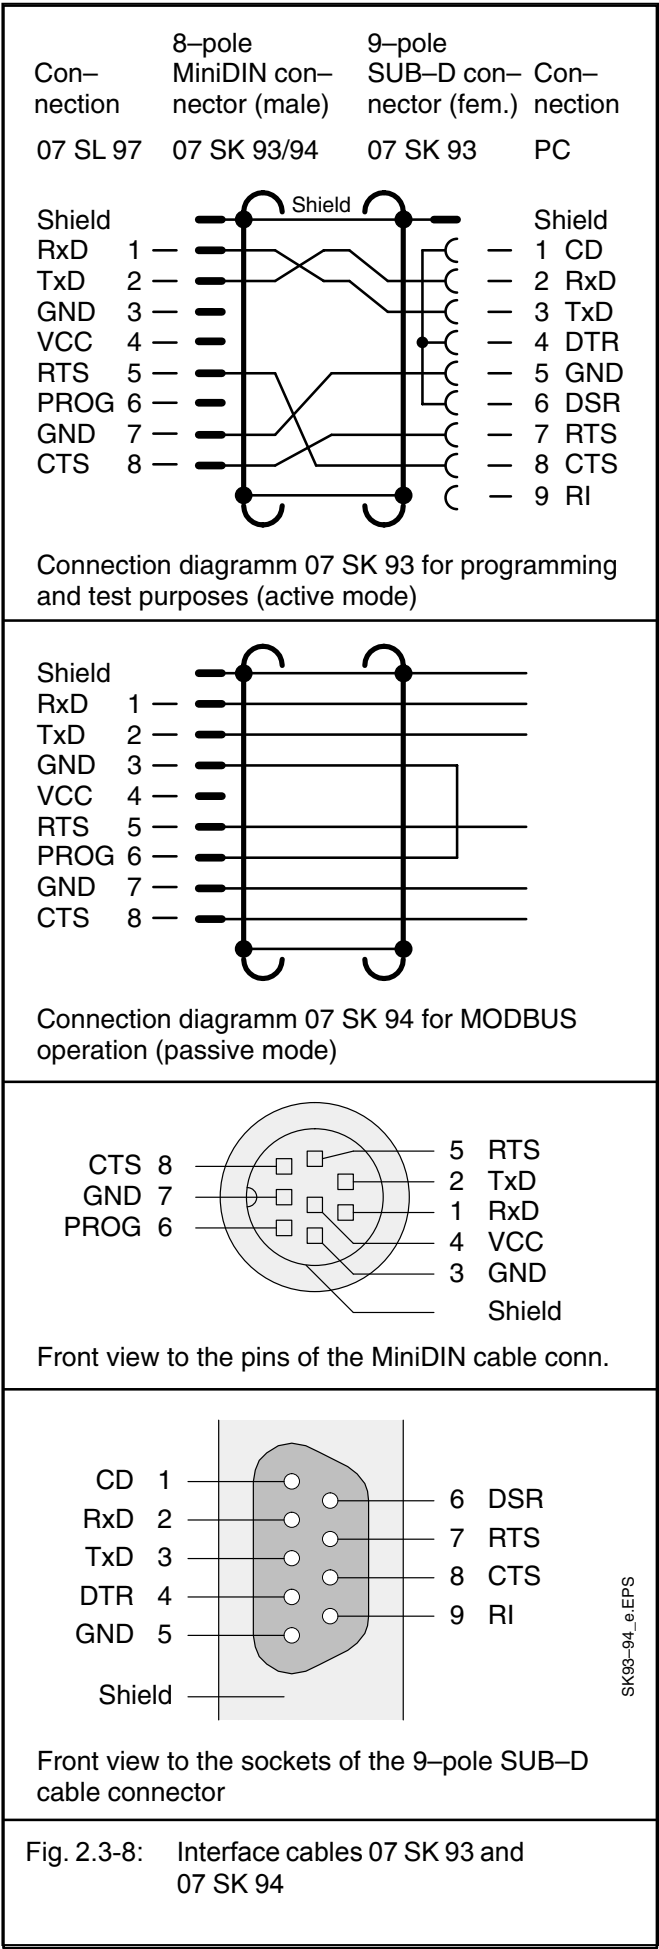 Con–
nection
8–pole
MiniDIN con–
nector (male)
9–pole
SUB–D con–
nector (fem.)
Con–
nection
07 SL 97 07 SK 93/94 07 SK 93 PC
Shield Shield Shield
RxD 1 1 CD
TxD 2 2 RxD
GND 3 3 TxD
VCC 4 4 DTR
RTS 5 5 GND
PROG 6 6 DSR
GND 7 7 RTS
CTS 8 8 CTS
9 RI
Connection diagramm 07 SK 93 for programming
and test purposes (active mode)
Shield
RxD 1
TxD 2
GND 3
VCC 4
RTS 5
PROG 6
GND 7
CTS 8
Connection diagramm 07 SK 94 for MODBUS
operation (passive mode)
CTS 8
GND 7
PROG 6
5 RTS
2 TxD
1 RxD
4 VCC
3 GND
Shield
Front view to the pins of the MiniDIN cable conn.
CD 1
RxD 2
TxD 3
DTR 4
GND 5
Shield
6 DSR
7 RTS
8 CTS
9 RI
SK93–94_e.EPS
Front view to the sockets of the 9–pole SUB–D
cable connector
Fig. 2.3-8: Interface cables 07 SK 93 and
07 SK 94